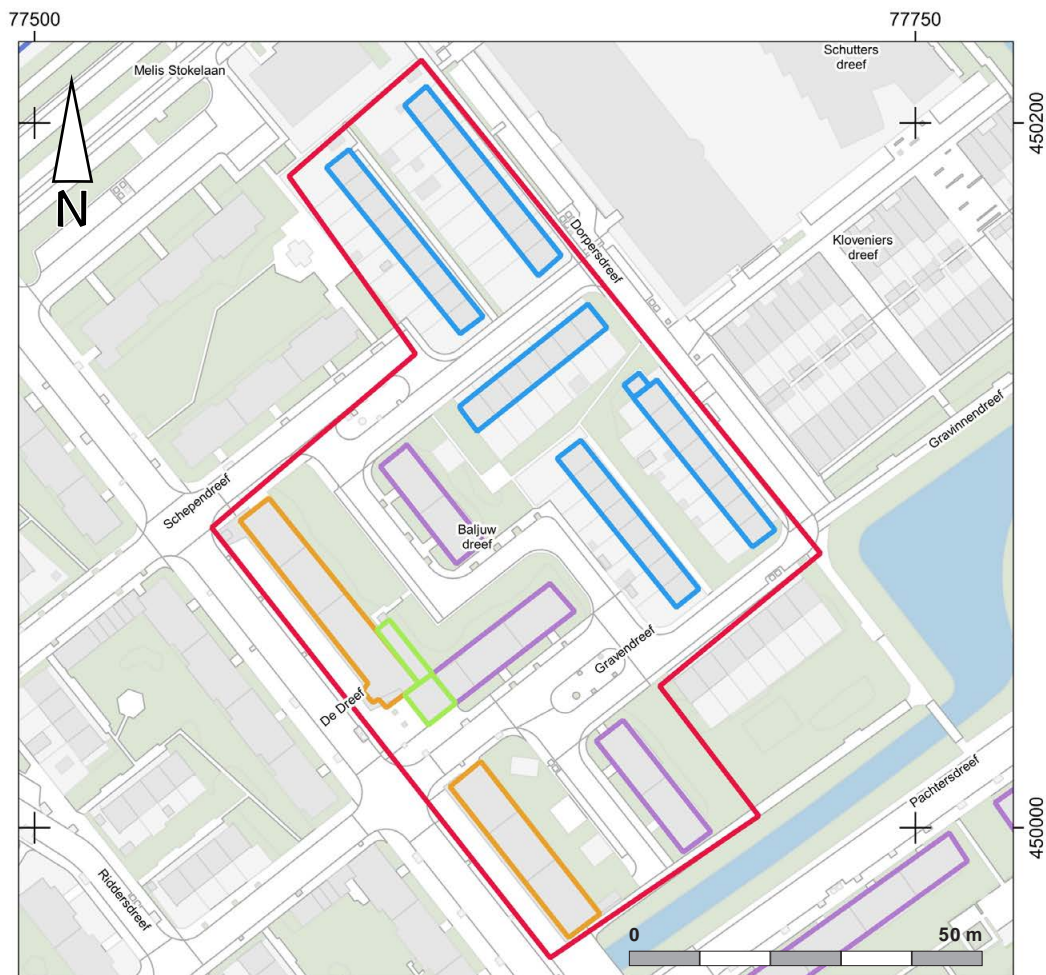 77500
77750
Melis Stokelaan
Schutters
dreef
450200
N
Dorpersdreef
Kloveniers
dreef
Gravinnendreef
Schependreef
Baljuw
dreef
Gravendreef
De Dreef
Pachtersdreef
450000
Riddersdreef
0
50 m